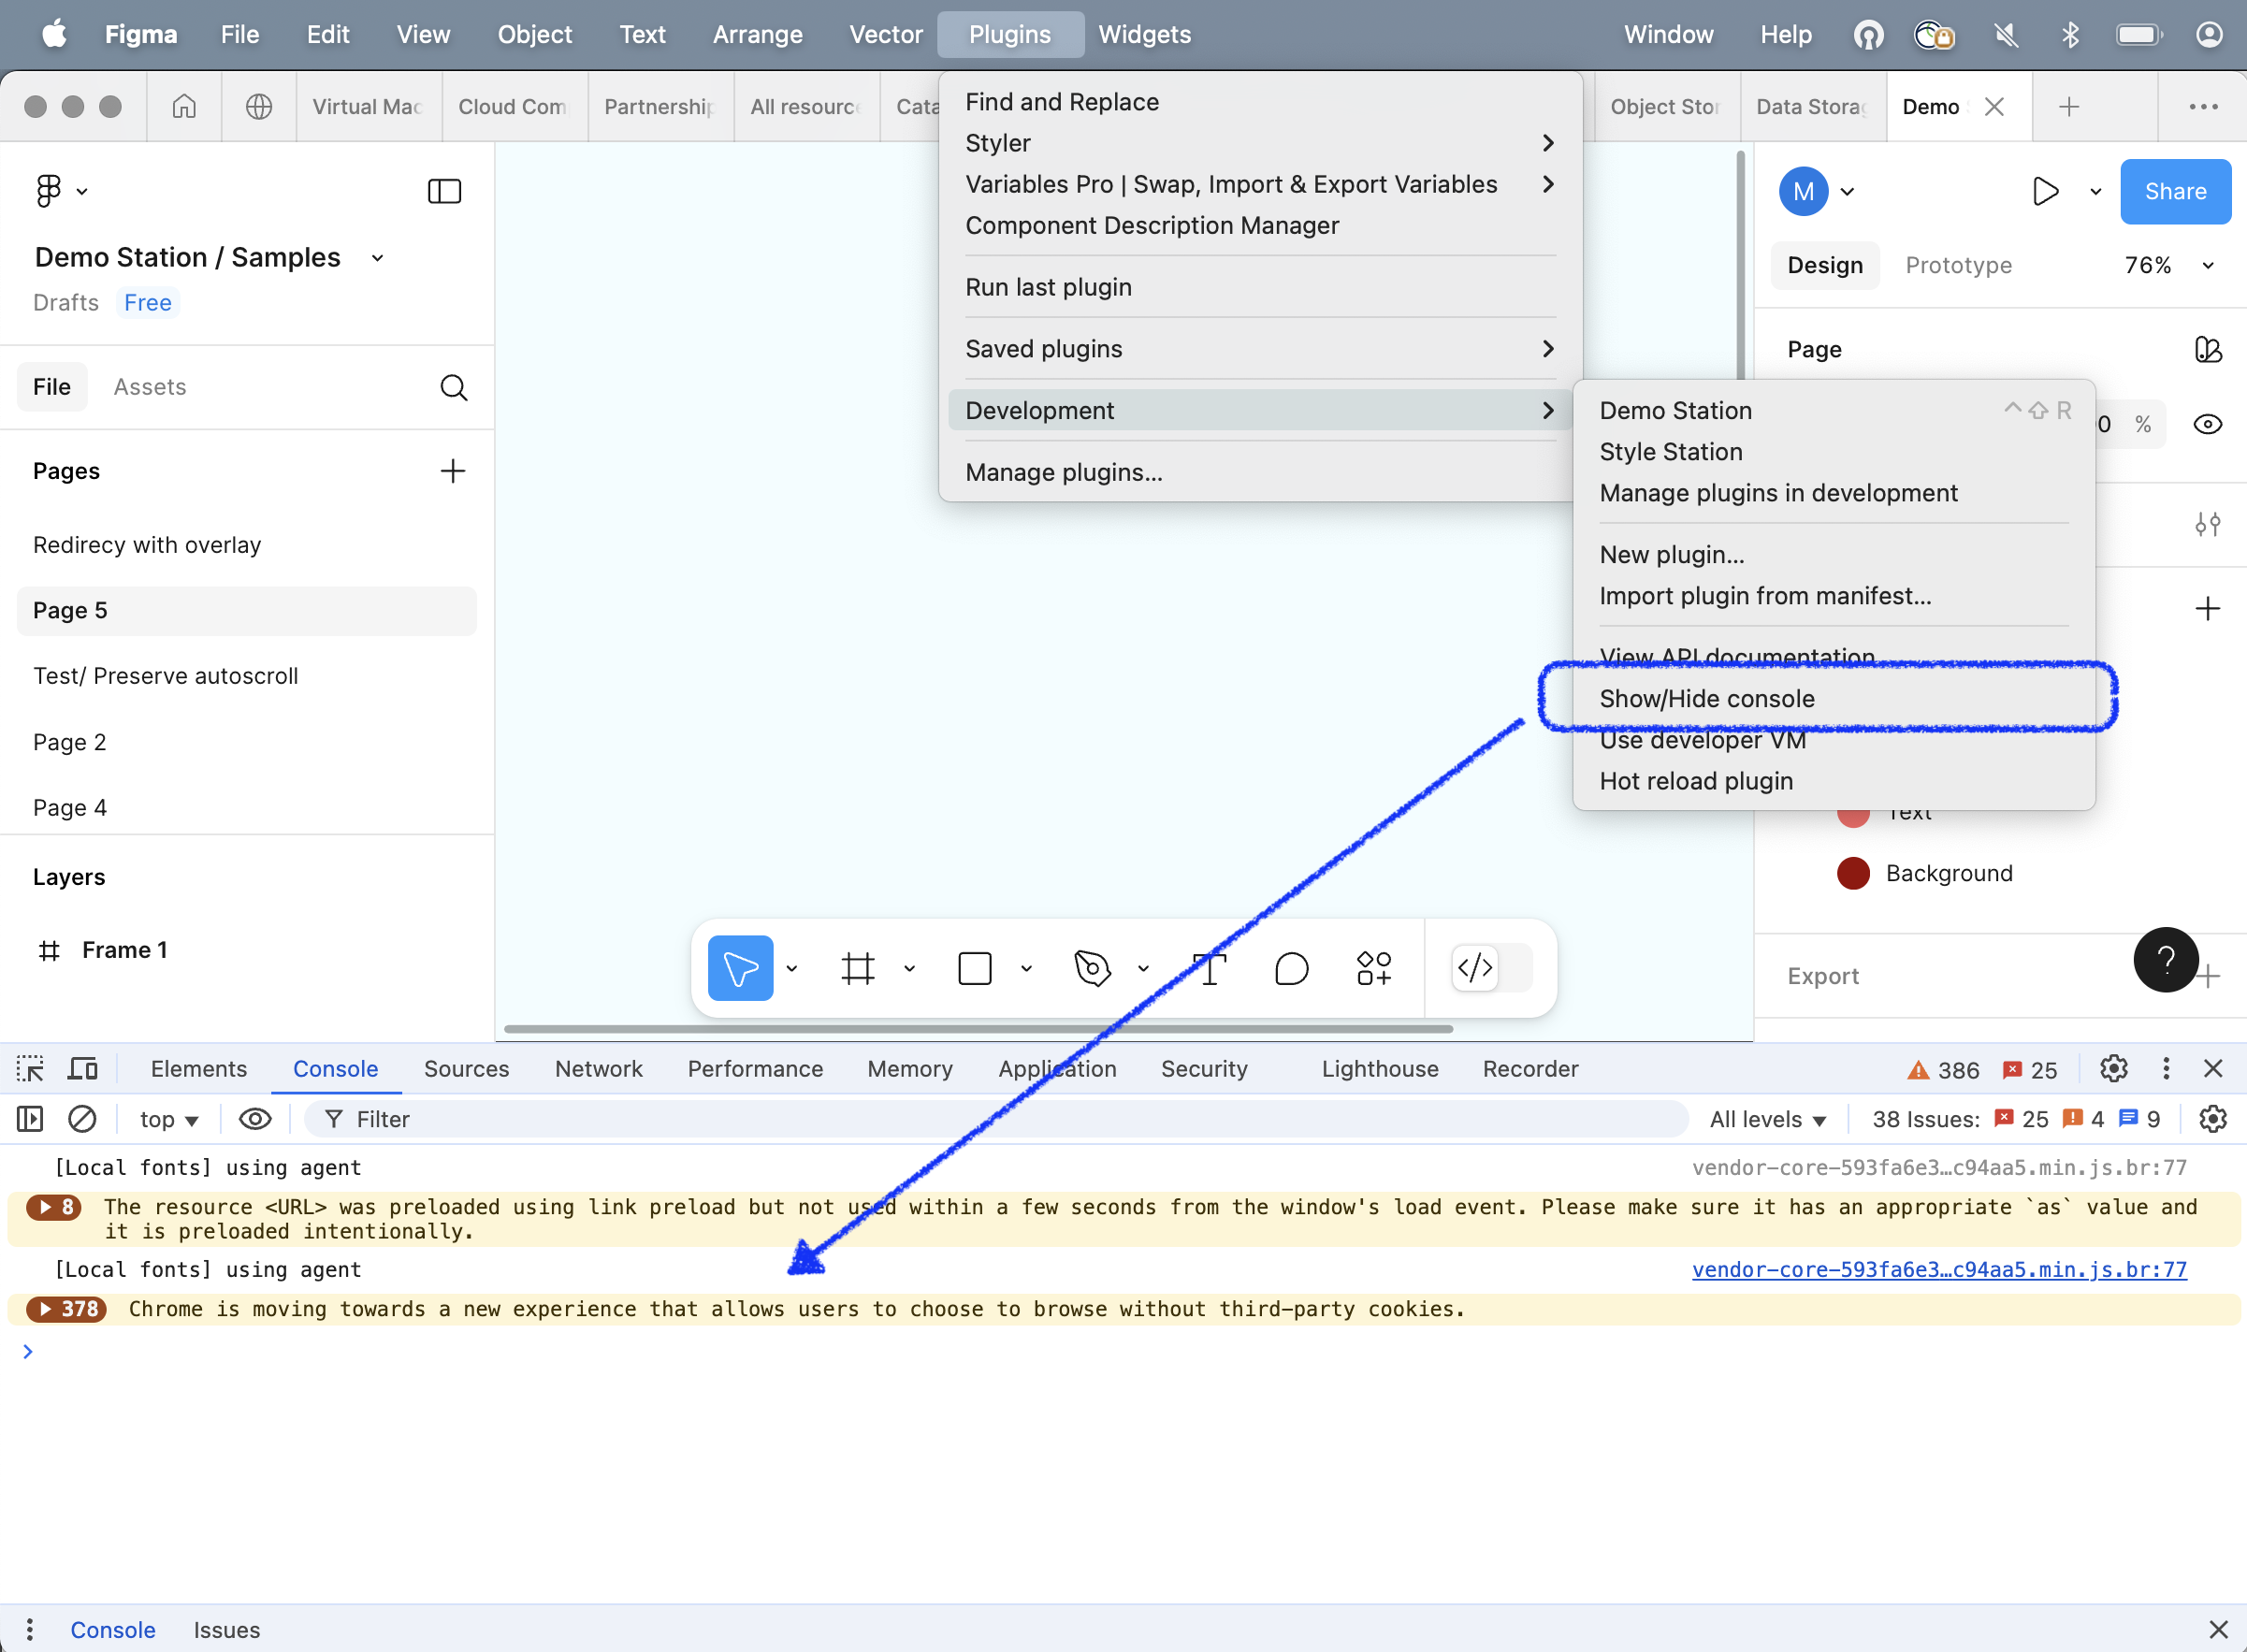 Figma File Edit View Object Text Arrange Vector Plugins Widgets Window Help
Virtual Mac Cloud Com Partnership All resource Cata Object Stor Data Storag Demo
Find and Replace
Styler
Variables Pro | Swap, Import & Export Variables
Component Description Manager
Run last plugin
Saved plugins
Development
Manage plugins...
Demo Station ^⇧R
Style Station
Manage plugins in development
New plugin...
Import plugin from manifest...
View API documentation
Show/Hide console
Use developer VM
Hot reload plugin
Demo Station / Samples
Drafts Free
File Assets
Pages
Redirecy with overlay
Page 5
Test/ Preserve autoscroll
Page 2
Page 4
Layers
Frame 1
M Share
Design Prototype 76%
Page
0 %
Text
Background
Export
?
Elements Console Sources Network Performance Memory Application Security Lighthouse Recorder 386 25
top Filter All levels 38 Issues: 25 4 9
[Local fonts] using agent vendor-core-593fa6e3…c94aa5.min.js.br:77
8 The resource <URL> was preloaded using link preload but not used within a few seconds from the window's load event. Please make sure it has an appropriate `as` value and
it is preloaded intentionally.
[Local fonts] using agent vendor-core-593fa6e3…c94aa5.min.js.br:77
378 Chrome is moving towards a new experience that allows users to choose to browse without third-party cookies.
Console Issues